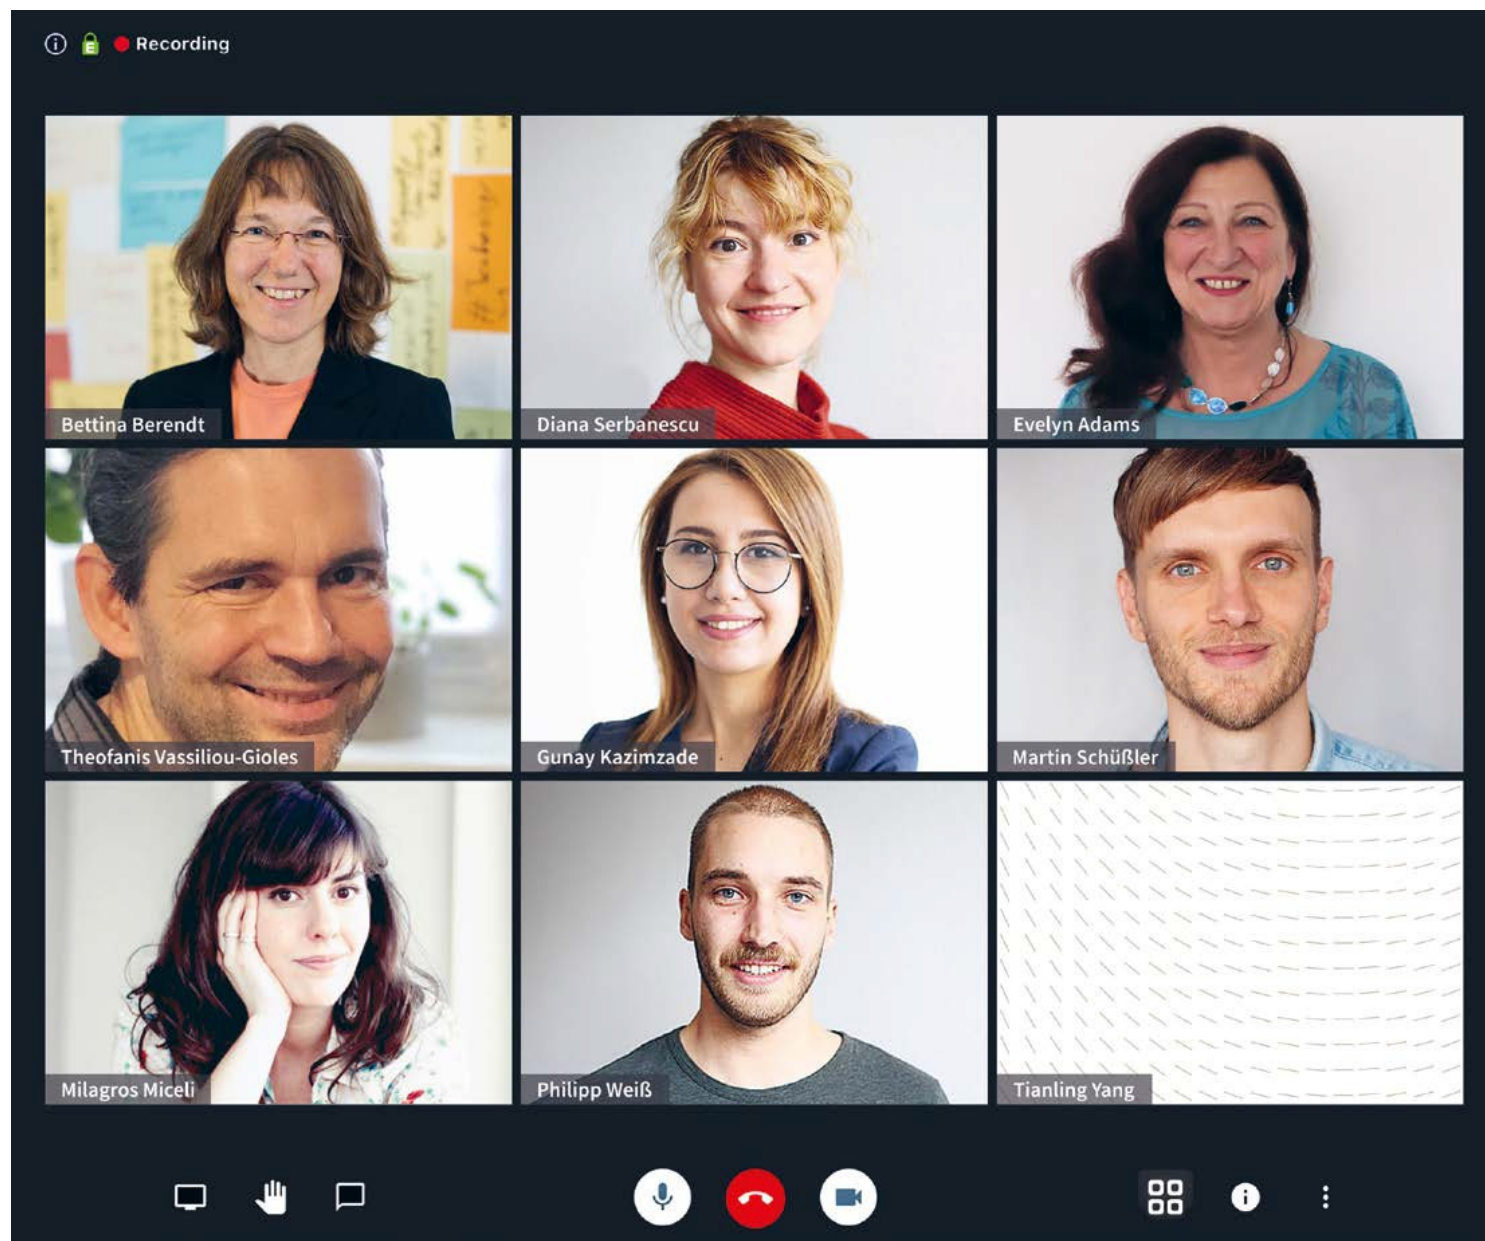 Recording
Bettina Berendt
Diana Serbanescu
Evelyn Adams
Theofanis Vassiliou-Gioles
Gunay Kazimzade
Martin Schüßler
Milagros Miceli
Philipp Weiß
Tianling Yang